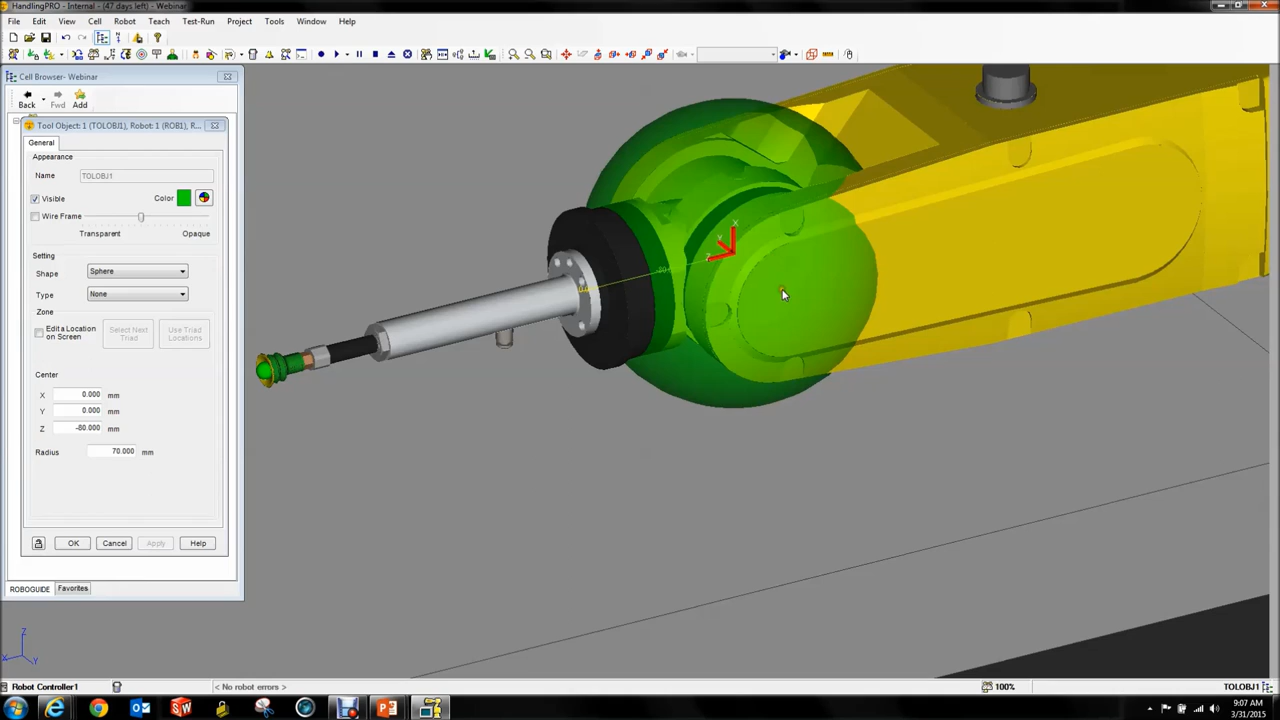 HandlingPRO - Internal - (47 days left) - Webinar
File Edit View Cell Robot Teach Test-Run Project Tools Window Help
Cell Browser- Webinar
Back Fwd Add
Tool Object: 1 (TOLOBJ1), Robot: 1 (ROB1), R...
General
Appearance
Name TOLOBJ1
Visible Color
Wire Frame
Transparent Opaque
Setting
Shape Sphere
Type None
Zone
Edit a Location on Screen
Select Next Triad
Use Triad Locations
Center
X 0.000 mm
Y 0.000 mm
Z -80.000 mm
Radius 70.000 mm
OK Cancel Apply Help
ROBOGUIDE Favorites
X
Y
Z
-80
Z
X Y
Robot Controller1 < No robot errors > 100% TOLOBJ1
9:07 AM
3/31/2015